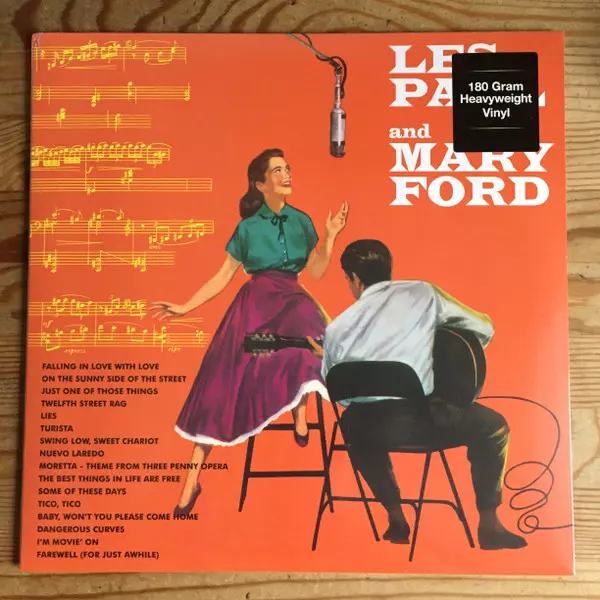 LES
PA L
and
MARY
FORD
180 Gram
Heavyweight
Vinyl
FALLING IN LOVE WITH LOVE
ON THE SUNNY SIDE OF THE STREET
JUST ONE OF THOSE THINGS
TWELFTH STREET RAG
LIES
TURISTA
SWING LOW, SWEET CHARIOT
NUEVO LAREDO
MORETTA - THEME FROM THREE PENNY OPERA
THE BEST THINGS IN LIFE ARE FREE
SOME OF THESE DAYS
TICO, TICO
BABY, WON'T YOU PLEASE COME HOME
DANGEROUS CURVES
I'M MOVIE' ON
FAREWELL (FOR JUST AWHILE)